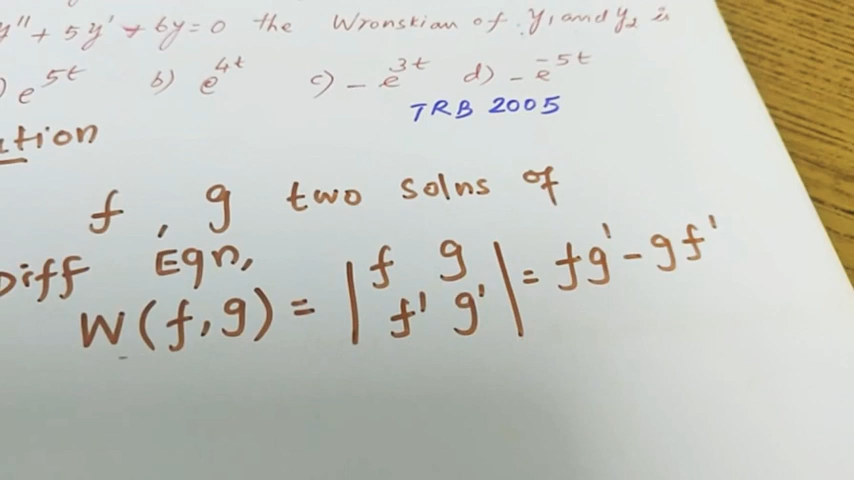 y'' + 5y' + 6y = 0 the Wronskian of y₁ and y₂ is
) e^5t b) e^4t c) - e^3t d) - e^-5t
TRB 2005
ution
f , g two solns of
Diff Eqn,
W(f,g) = | f g | = fg' - gf'
| f' g' |